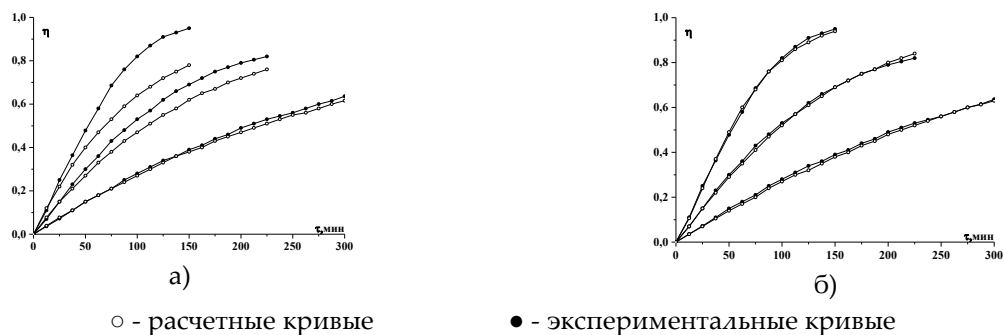 1,0
η
0,8
0,6
0,4
0,2
0,0
0 50 100 150 200 250 300
τ,мин
а)
1,0
η
0,8
0,6
0,4
0,2
0,0
0 50 100 150 200 250 300
τ,мин
б)
○ - расчетные кривые ● - экспериментальные кривые